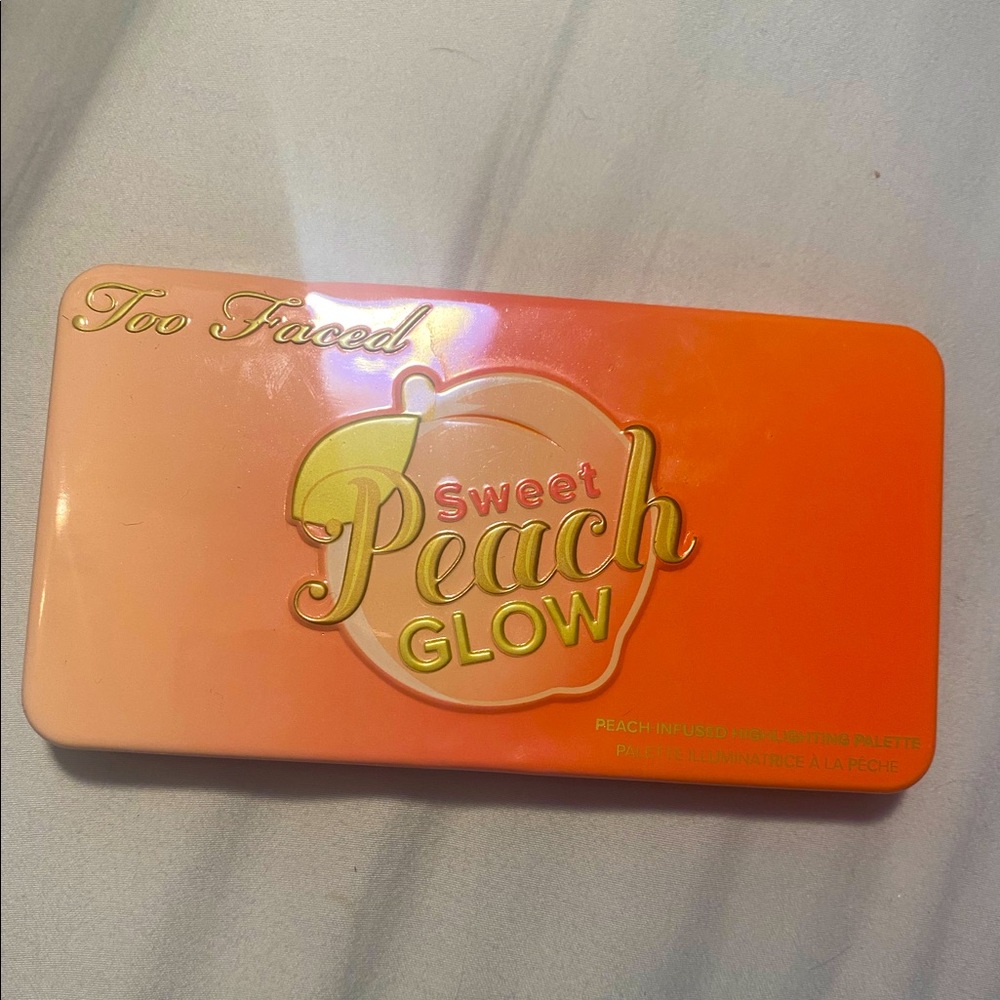 Too Faced
Sweet
Peach
GLOW
PEACH INFUSED HIGHLIGHTING PALETTE
PALETTE ILLUMINATRICE À LA PÊCHE